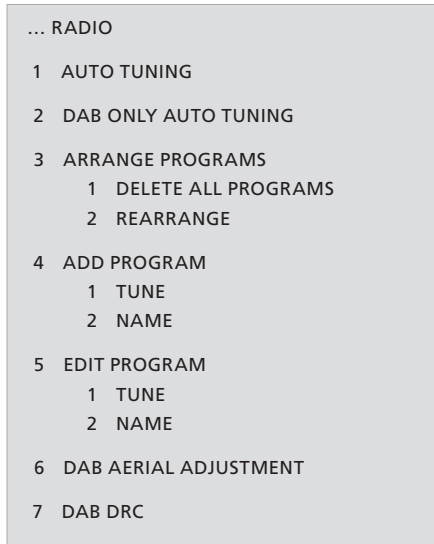 ... RADIO
1 AUTO TUNING
2 DAB ONLY AUTO TUNING
3 ARRANGE PROGRAMS
1 DELETE ALL PROGRAMS
2 REARRANGE
4 ADD PROGRAM
1 TUNE
2 NAME
5 EDIT PROGRAM
1 TUNE
2 NAME
6 DAB AERIAL ADJUSTMENT
7 DAB DRC